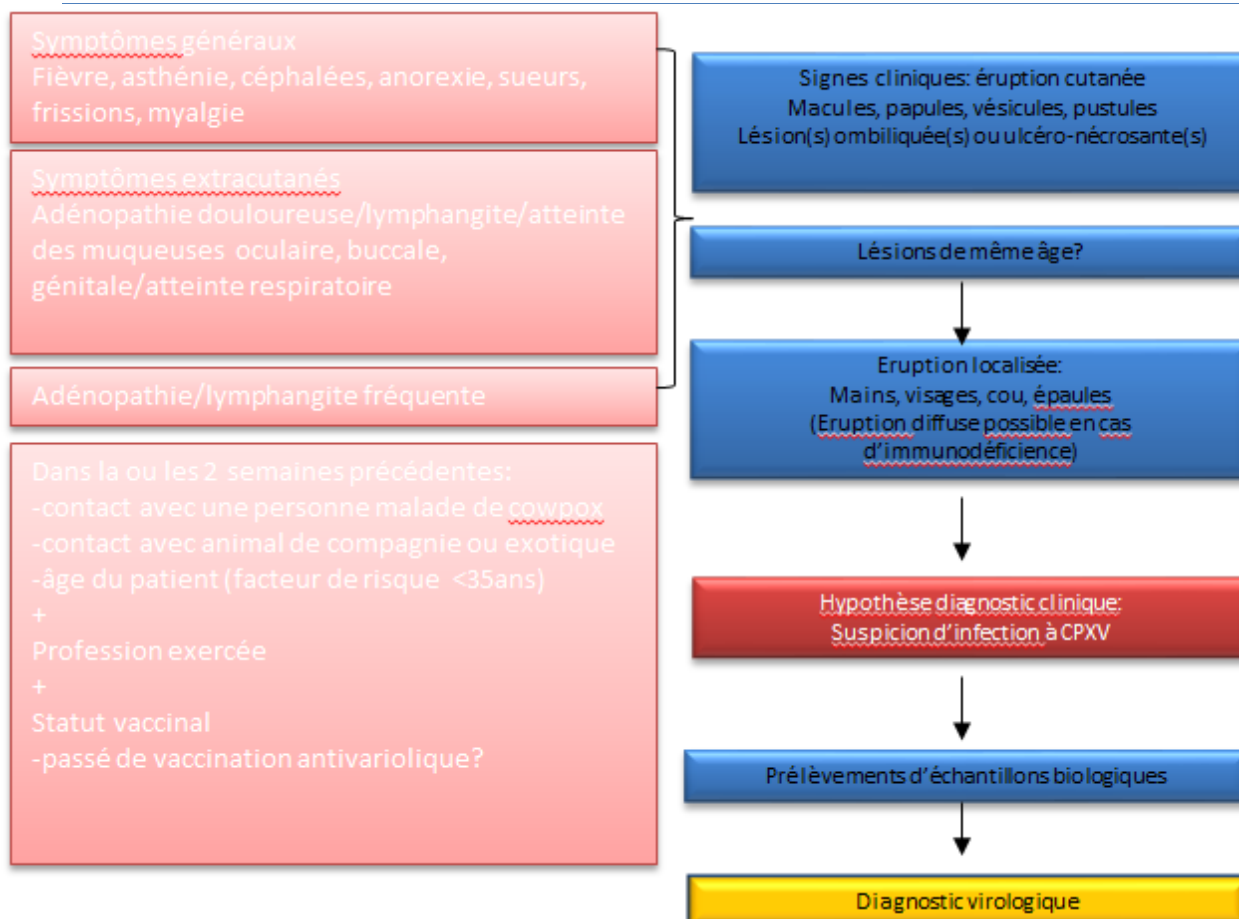 Symptômes généraux
Fièvre, asthénie, céphalées, anorexie, sueurs,
frissions, myalgie
Symptômes extracutanés
Adénopathie douloureuse/lymphangite/atteinte
des muqueuses oculaire, buccale,
génitale/atteinte respiratoire
Adénopathie/lymphangite fréquente
Dans la ou les 2 semaines précédentes:
-contact avec une personne malade de cowpox
-contact avec animal de compagnie ou exotique
-âge du patient (facteur de risque <35ans)
+
Profession exercée
+
Statut vaccinal
-passé de vaccination antivariolique?
Signes cliniques: éruption cutanée
Macules, papules, vésicules, pustules
Lésion(s) ombiliquée(s) ou ulcéro-nécrosante(s)
Lésions de même âge?
Eruption localisée:
Mains, visages, cou, épaules
(Eruption diffuse possible en cas
d'immunodéficience)
Hypothèse diagnostic clinique:
Suspicion d'infection à CPXV
Prélèvements d'échantillons biologiques
Diagnostic virologique